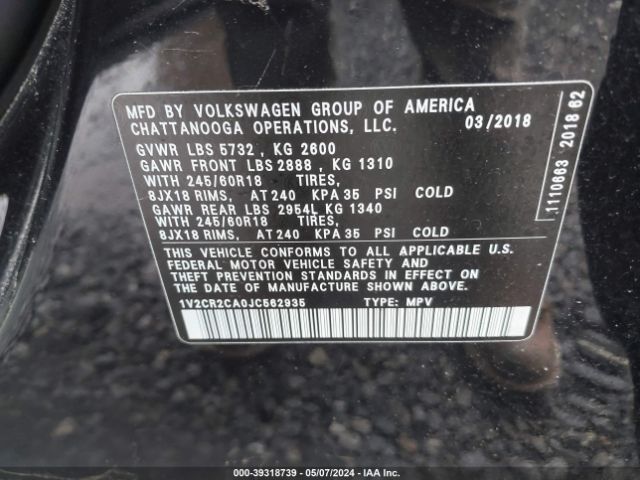 MFD BY VOLKSWAGEN GROUP OF AMERICA
CHATTANOOGA OPERATIONS, LLC. 03/2018
GVWR LBS 5732 , KG 2600
GAWR FRONT LBS 2888 , KG 1310
WITH 245/60R18 TIRES,
8JX18 RIMS, AT 240 KPA 35 PSI COLD
GAWR REAR LBS 2954L KG 1340
WITH 245/60R18 TIRES,
8JX18 RIMS, AT 240 KPA 35 PSI COLD
THIS VEHICLE CONFORMS TO ALL APPLICABLE U.S.
FEDERAL MOTOR VEHICLE SAFETY AND
THEFT PREVENTION STANDARDS IN EFFECT ON
THE DATE OF MANUFACTURE SHOWN ABOVE.
1V2CR2CA0JC562935 TYPE: MPV
1110663 2018 62
000-39318739 - 05/07/2024 - IAA Inc.